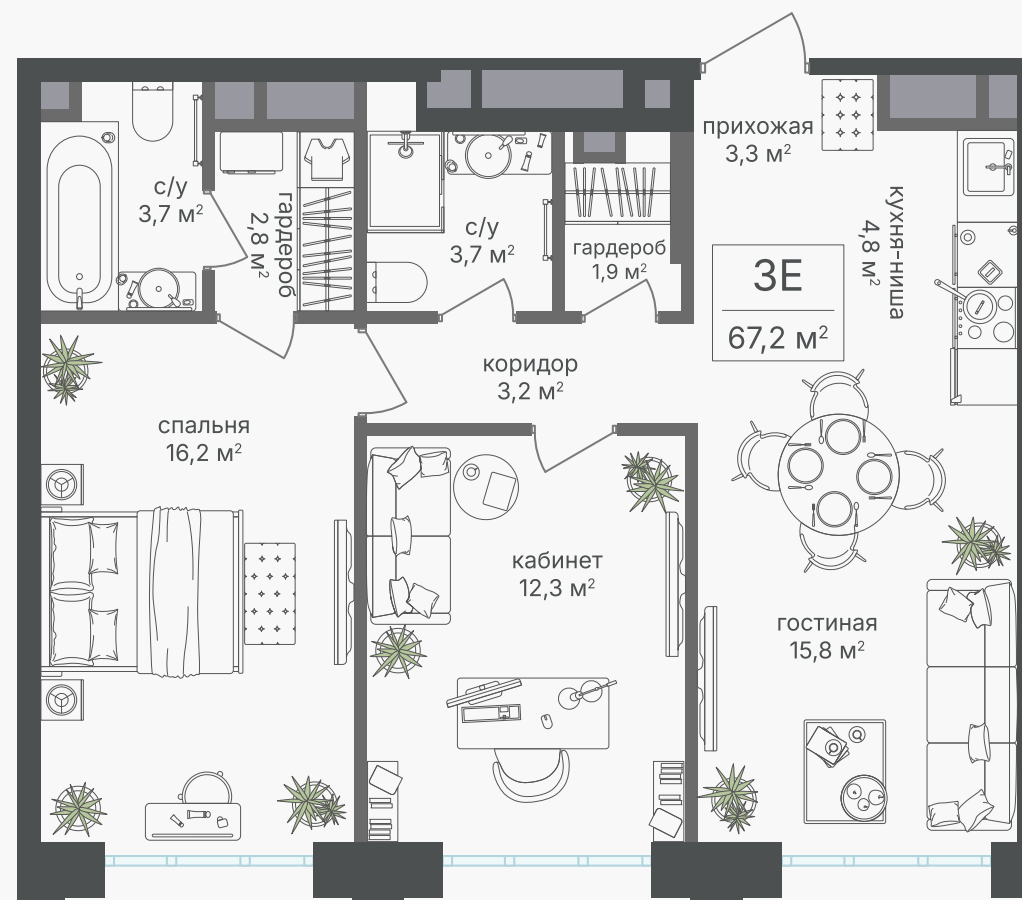 прихожая
3,3 м²
с/у
3,7 м²
гардероб
2,8 м²
с/у
3,7 м²
гардероб
1,9 м²
кухня-ниша
4,8 м²
3Е
67,2 м²
коридор
3,2 м²
спальня
16,2 м²
кабинет
12,3 м²
гостиная
15,8 м²